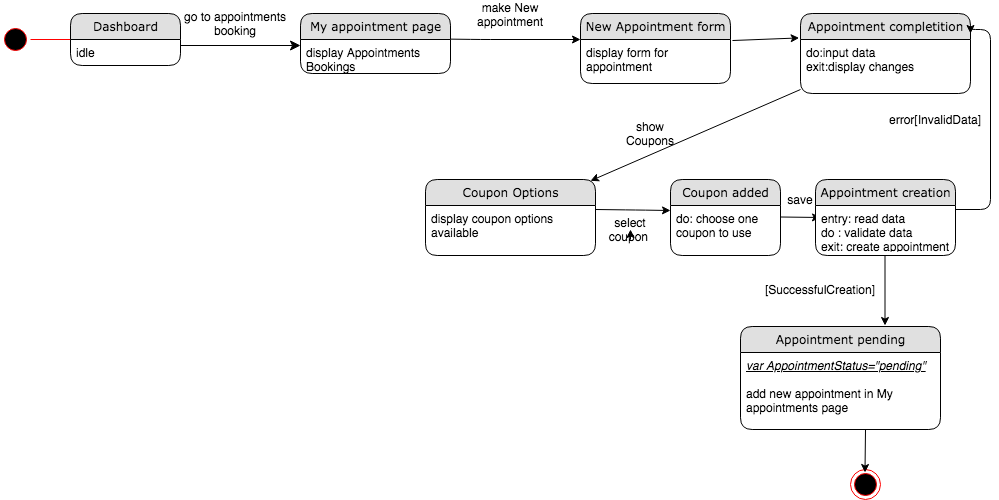 Dashboard
idle
go to appointments
booking
My appointment page
display Appointments
Bookings
make New
appointment
New Appointment form
display form for
appointment
Appointment completition
do:input data
exit:display changes
error[InvalidData]
show
Coupons
Coupon Options
display coupon options
available
select
coupon
Coupon added
do: choose one
coupon to use
save
Appointment creation
entry: read data
do : validate data
exit: create appointment
[SuccessfulCreation]
Appointment pending
var AppointmentStatus="pending"
add new appointment in My
appointments page